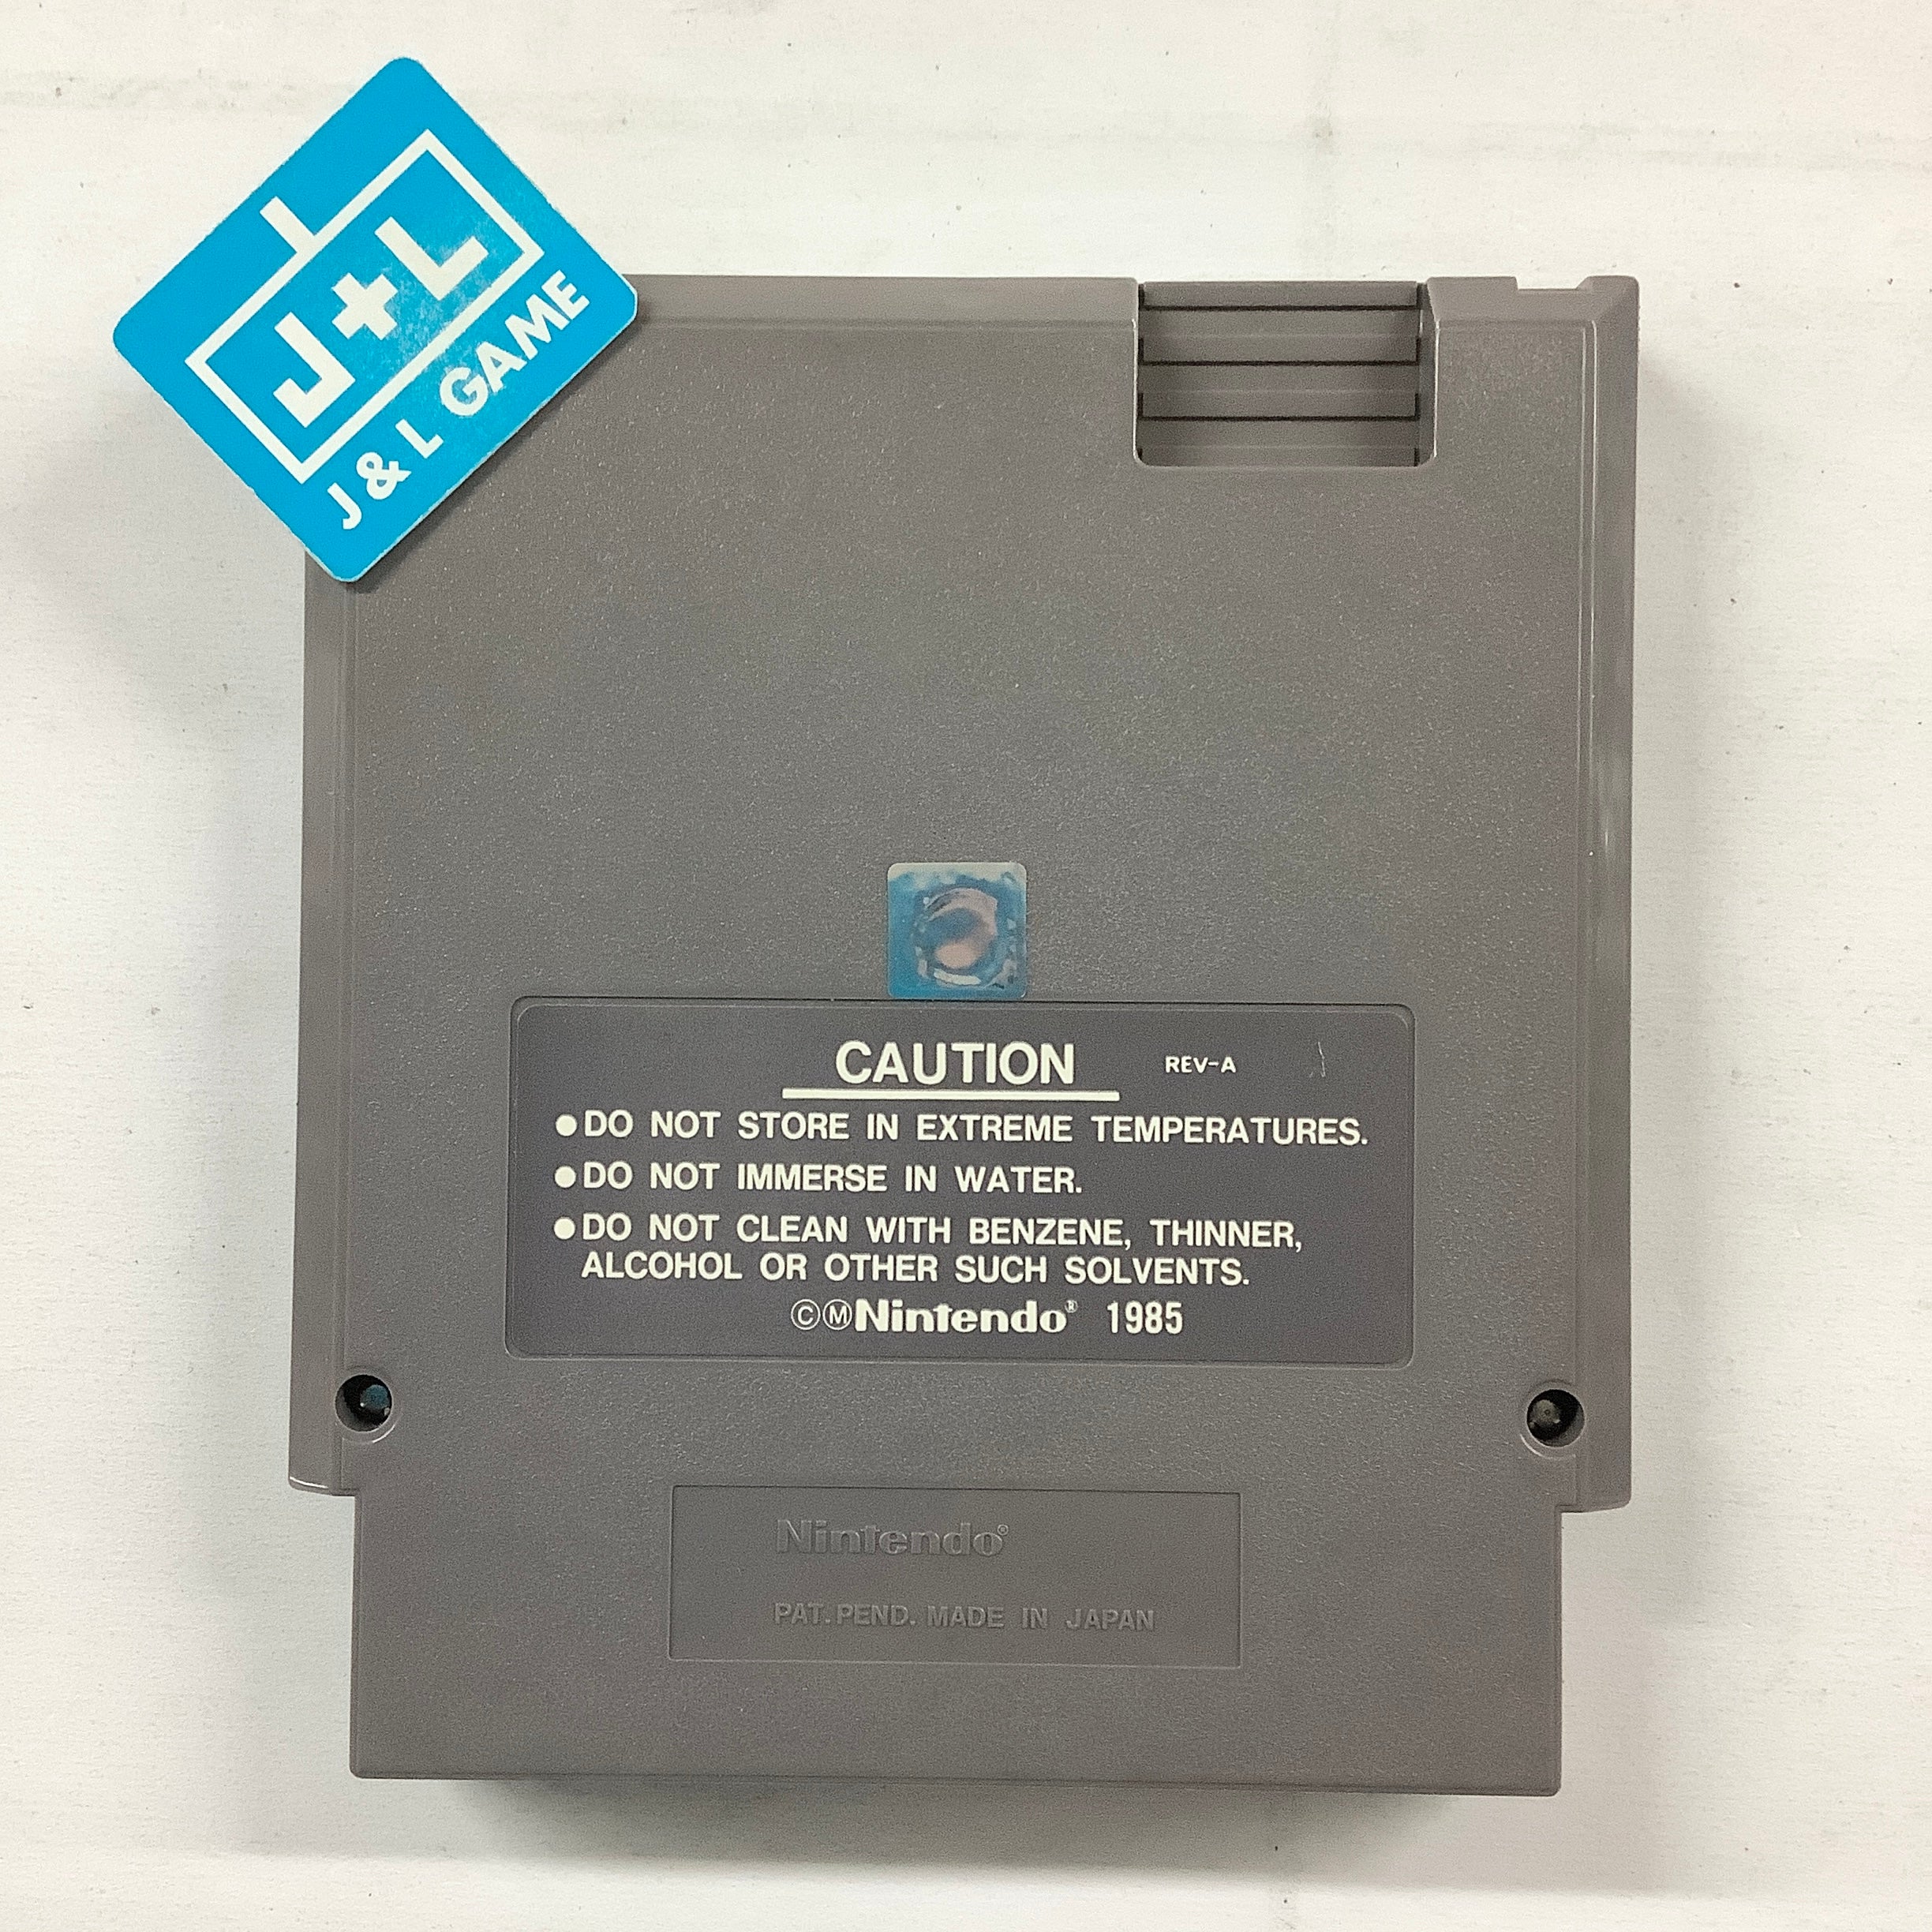 J+L
J & L GAME
CAUTION REV-A
●DO NOT STORE IN EXTREME TEMPERATURES.
●DO NOT IMMERSE IN WATER.
●DO NOT CLEAN WITH BENZENE, THINNER,
ALCOHOL OR OTHER SUCH SOLVENTS.
©ⓂNintendo® 1985
Nintendo®
PAT. PEND. MADE IN JAPAN